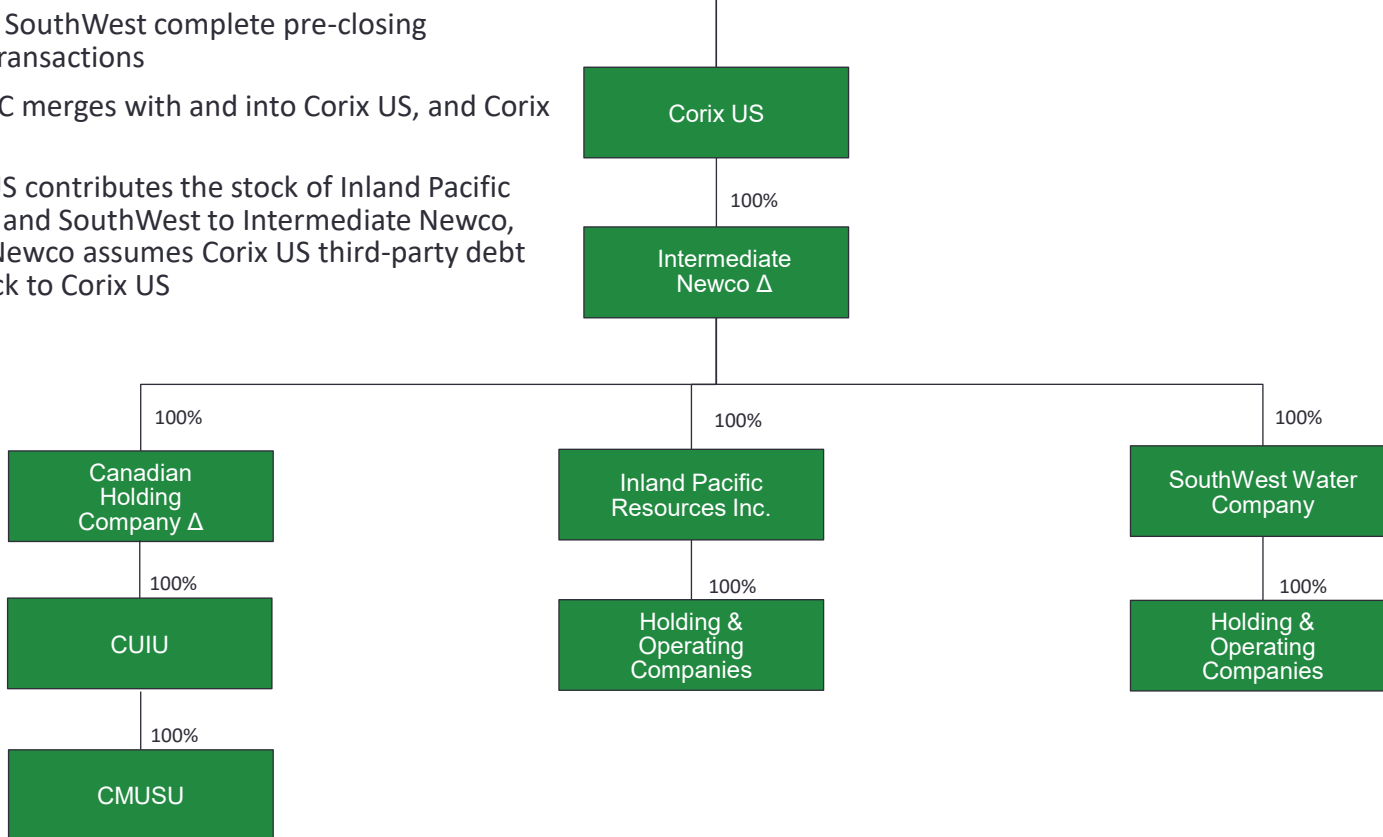 SouthWest complete pre-closing
ransactions
C merges with and into Corix US, and Corix
S contributes the stock of Inland Pacific
and SouthWest to Intermediate Newco,
Newco assumes Corix US third-party debt
ck to Corix US
Corix US
100%
Intermediate
Newco Δ
100%
100%
100%
Canadian
Holding
Company Δ
Inland Pacific
Resources Inc.
SouthWest Water
Company
100%
100%
100%
CUIU
Holding &
Operating
Companies
Holding &
Operating
Companies
100%
CMUSU